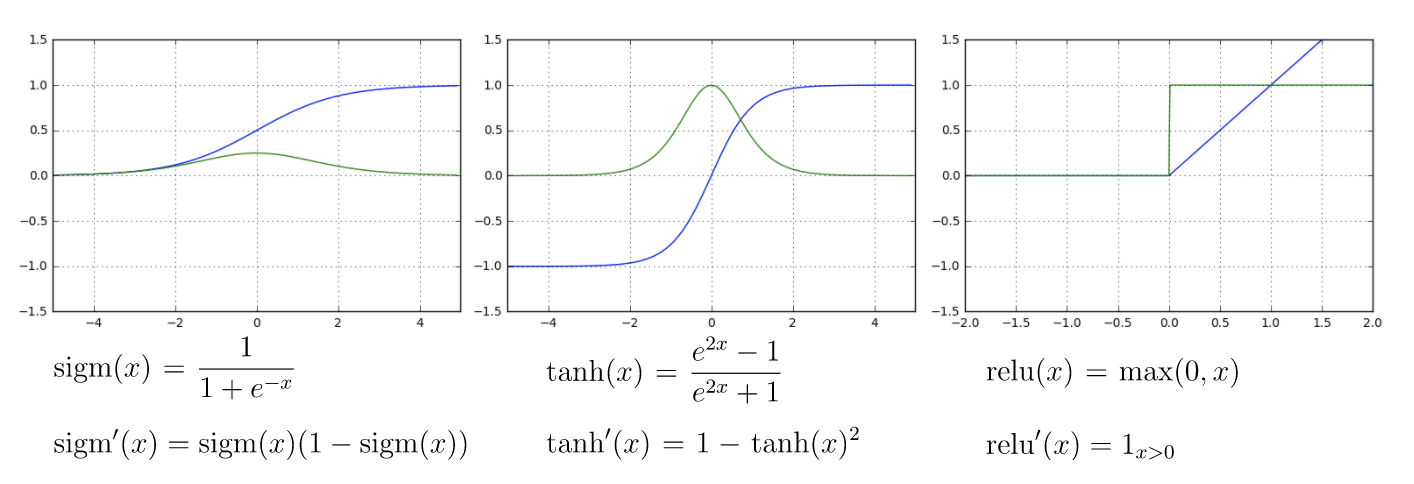 1.5 1.0 0.5 0.0 −0.5 −1.0 −1.5
−4 −2 0 2 4
1.5 1.0 0.5 0.0 −0.5 −1.0 −1.5
−4 −2 0 2 4
1.5 1.0 0.5 0.0 −0.5 −1.0 −1.5
−2.0 −1.5 −1.0 −0.5 0.0 0.5 1.0 1.5 2.0
sigm(x) = 1 / (1 + e^{−x})
sigm′(x) = sigm(x)(1 − sigm(x))
tanh(x) = (e^{2x} − 1) / (e^{2x} + 1)
tanh′(x) = 1 − tanh(x)^2
relu(x) = max(0, x)
relu′(x) = 1_{x>0}